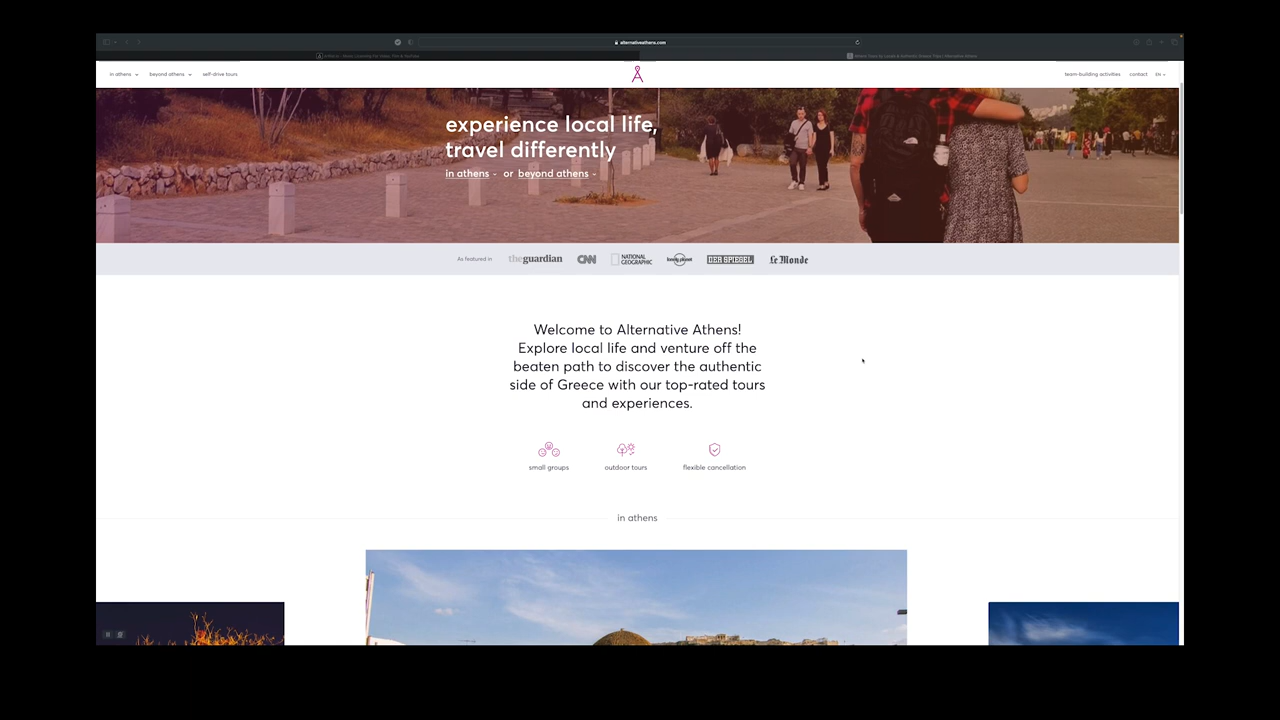 alternativeathens.com
in athens
beyond athens
self-drive tours
team-building activities
contact
EN
experience local life,
travel differently
in athens or beyond athens
As featured in
theguardian
CNN
NATIONAL
GEOGRAPHIC
lonely planet
DER SPIEGEL
Le Monde
Welcome to Alternative Athens!
Explore local life and venture off the
beaten path to discover the authentic
side of Greece with our top-rated tours
and experiences.
small groups
outdoor tours
flexible cancellation
in athens